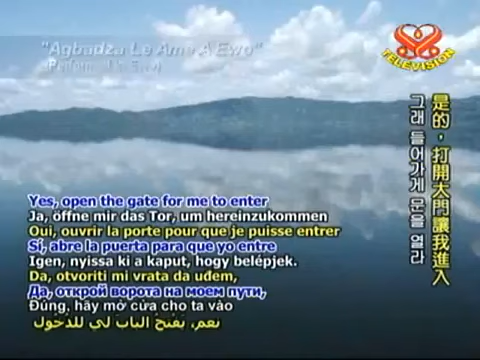 "Agbadza Le Ame A Ewo"
TELEVISION
是的，打開大門讓我進入
그래 들어가게 문을 열라
Yes, open the gate for me to enter
Ja, öffne mir das Tor, um hereinzukommen
Oui, ouvrir la porte pour que je puisse entrer
Sí, abre la puerta para que yo entre
Igen, nyissa ki a kaput, hogy belépjek.
Da, otvoriti mi vrata da uđem,
Да, открой ворота на моем пути,
Đúng, hãy mở cửa cho ta vào
نعم، يُفتحُ الباب لي للدخول